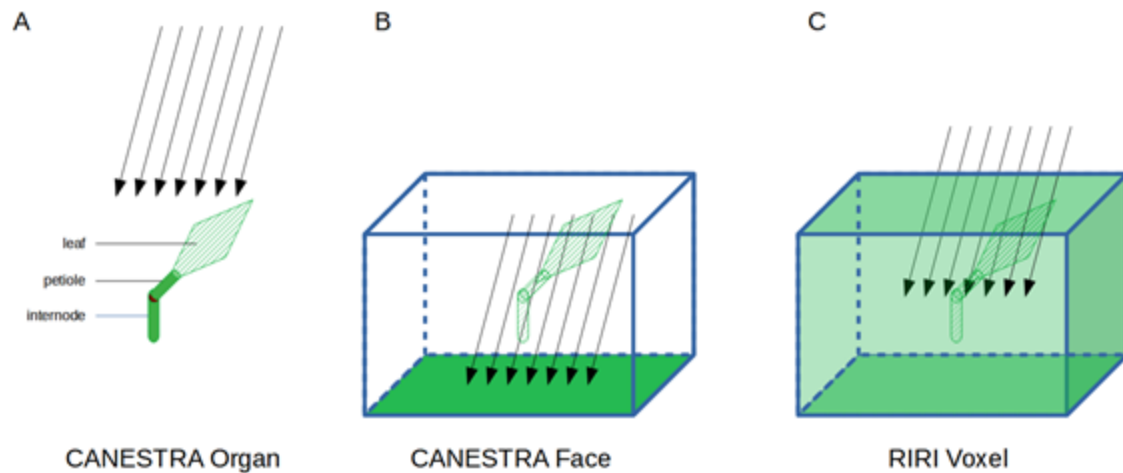 A
B
C
leaf
petiole
internode
CANESTRA Organ
CANESTRA Face
RIRI Voxel